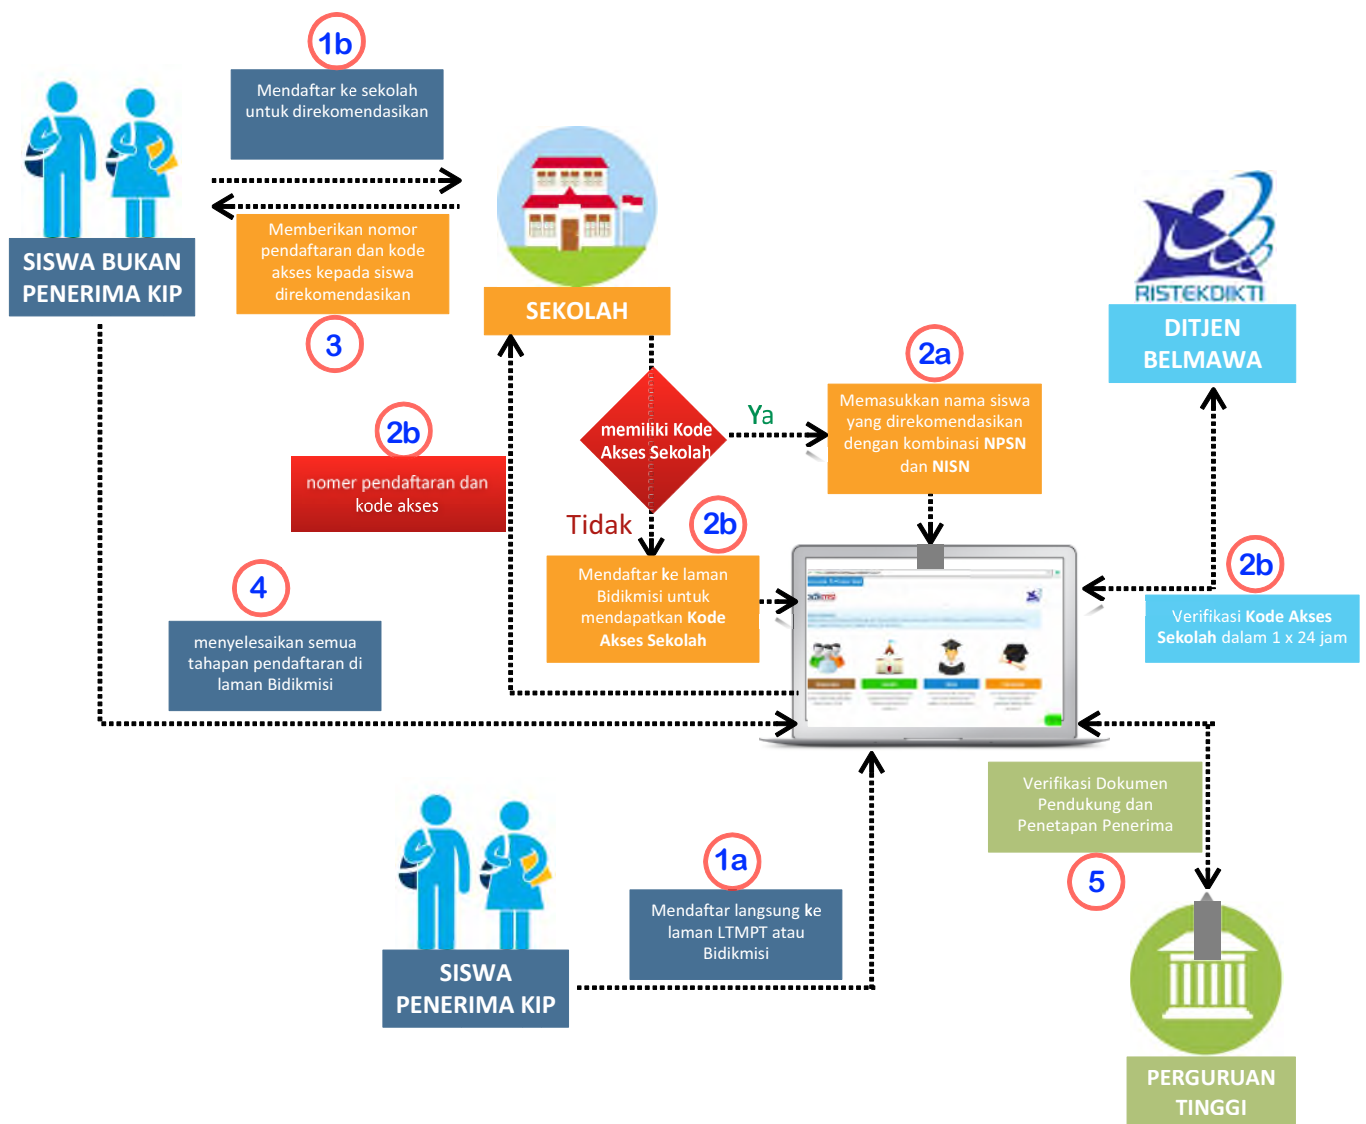 1b
Mendaftar ke sekolah
untuk direkomendasikan
SISWA BUKAN
PENERIMA KIP
Memberikan nomor
pendaftaran dan kode
akses kepada siswa
direkomendasikan
3
SEKOLAH
RISTEKDIKTI
DITJEN
BELMAWA
memiliki Kode
Akses Sekolah
Ya
2a
Memasukkan nama siswa
yang direkomendasikan
dengan kombinasi NPSN
dan NISN
2b
nomer pendaftaran dan
kode akses
Tidak
2b
Mendaftar ke laman
Bidikmisi untuk
mendapatkan Kode
Akses Sekolah
2b
Verifikasi Kode Akses
Sekolah dalam 1 x 24 jam
4
menyelesaikan semua
tahapan pendaftaran di
laman Bidikmisi
Verifikasi Dokumen
Pendukung dan
Penetapan Penerima
5
1a
Mendaftar langsung ke
laman LTMPT atau
Bidikmisi
SISWA
PENERIMA KIP
PERGURUAN
TINGGI